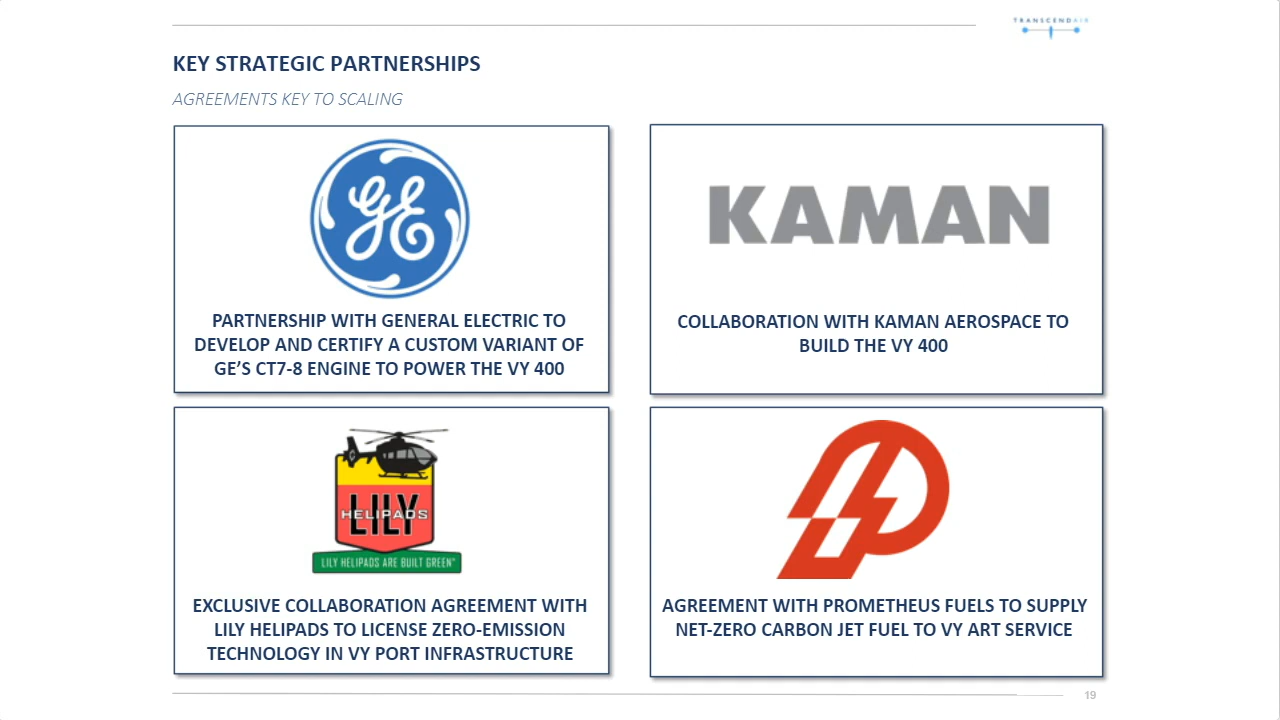 TRANSCENDAIR
KEY STRATEGIC PARTNERSHIPS
AGREEMENTS KEY TO SCALING
GE
PARTNERSHIP WITH GENERAL ELECTRIC TO
DEVELOP AND CERTIFY A CUSTOM VARIANT OF
GE’S CT7-8 ENGINE TO POWER THE VY 400
KAMAN
COLLABORATION WITH KAMAN AEROSPACE TO
BUILD THE VY 400
LILY
HELIPADS
LILY HELIPADS ARE BUILT GREEN®
EXCLUSIVE COLLABORATION AGREEMENT WITH
LILY HELIPADS TO LICENSE ZERO-EMISSION
TECHNOLOGY IN VY PORT INFRASTRUCTURE
AGREEMENT WITH PROMETHEUS FUELS TO SUPPLY
NET-ZERO CARBON JET FUEL TO VY ART SERVICE
19